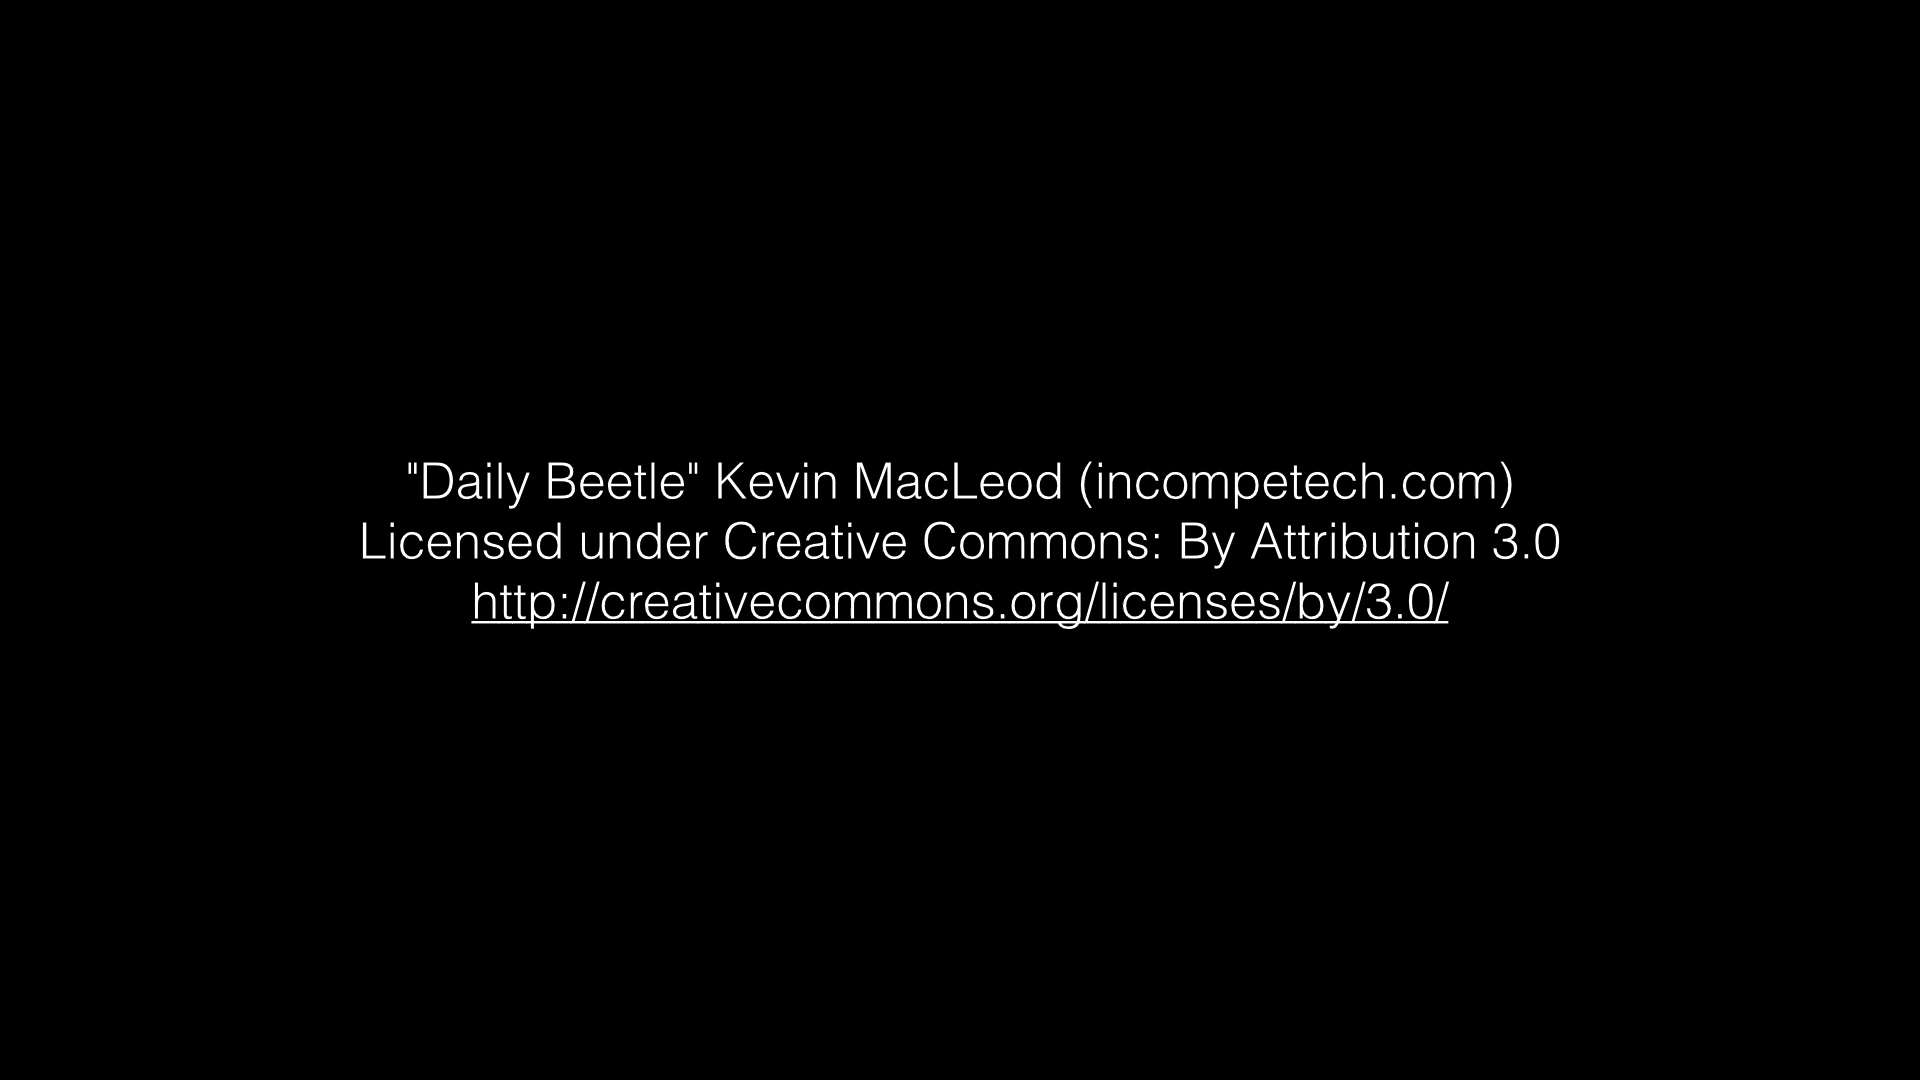 "Daily Beetle" Kevin MacLeod (incompetech.com)
Licensed under Creative Commons: By Attribution 3.0
http://creativecommons.org/licenses/by/3.0/